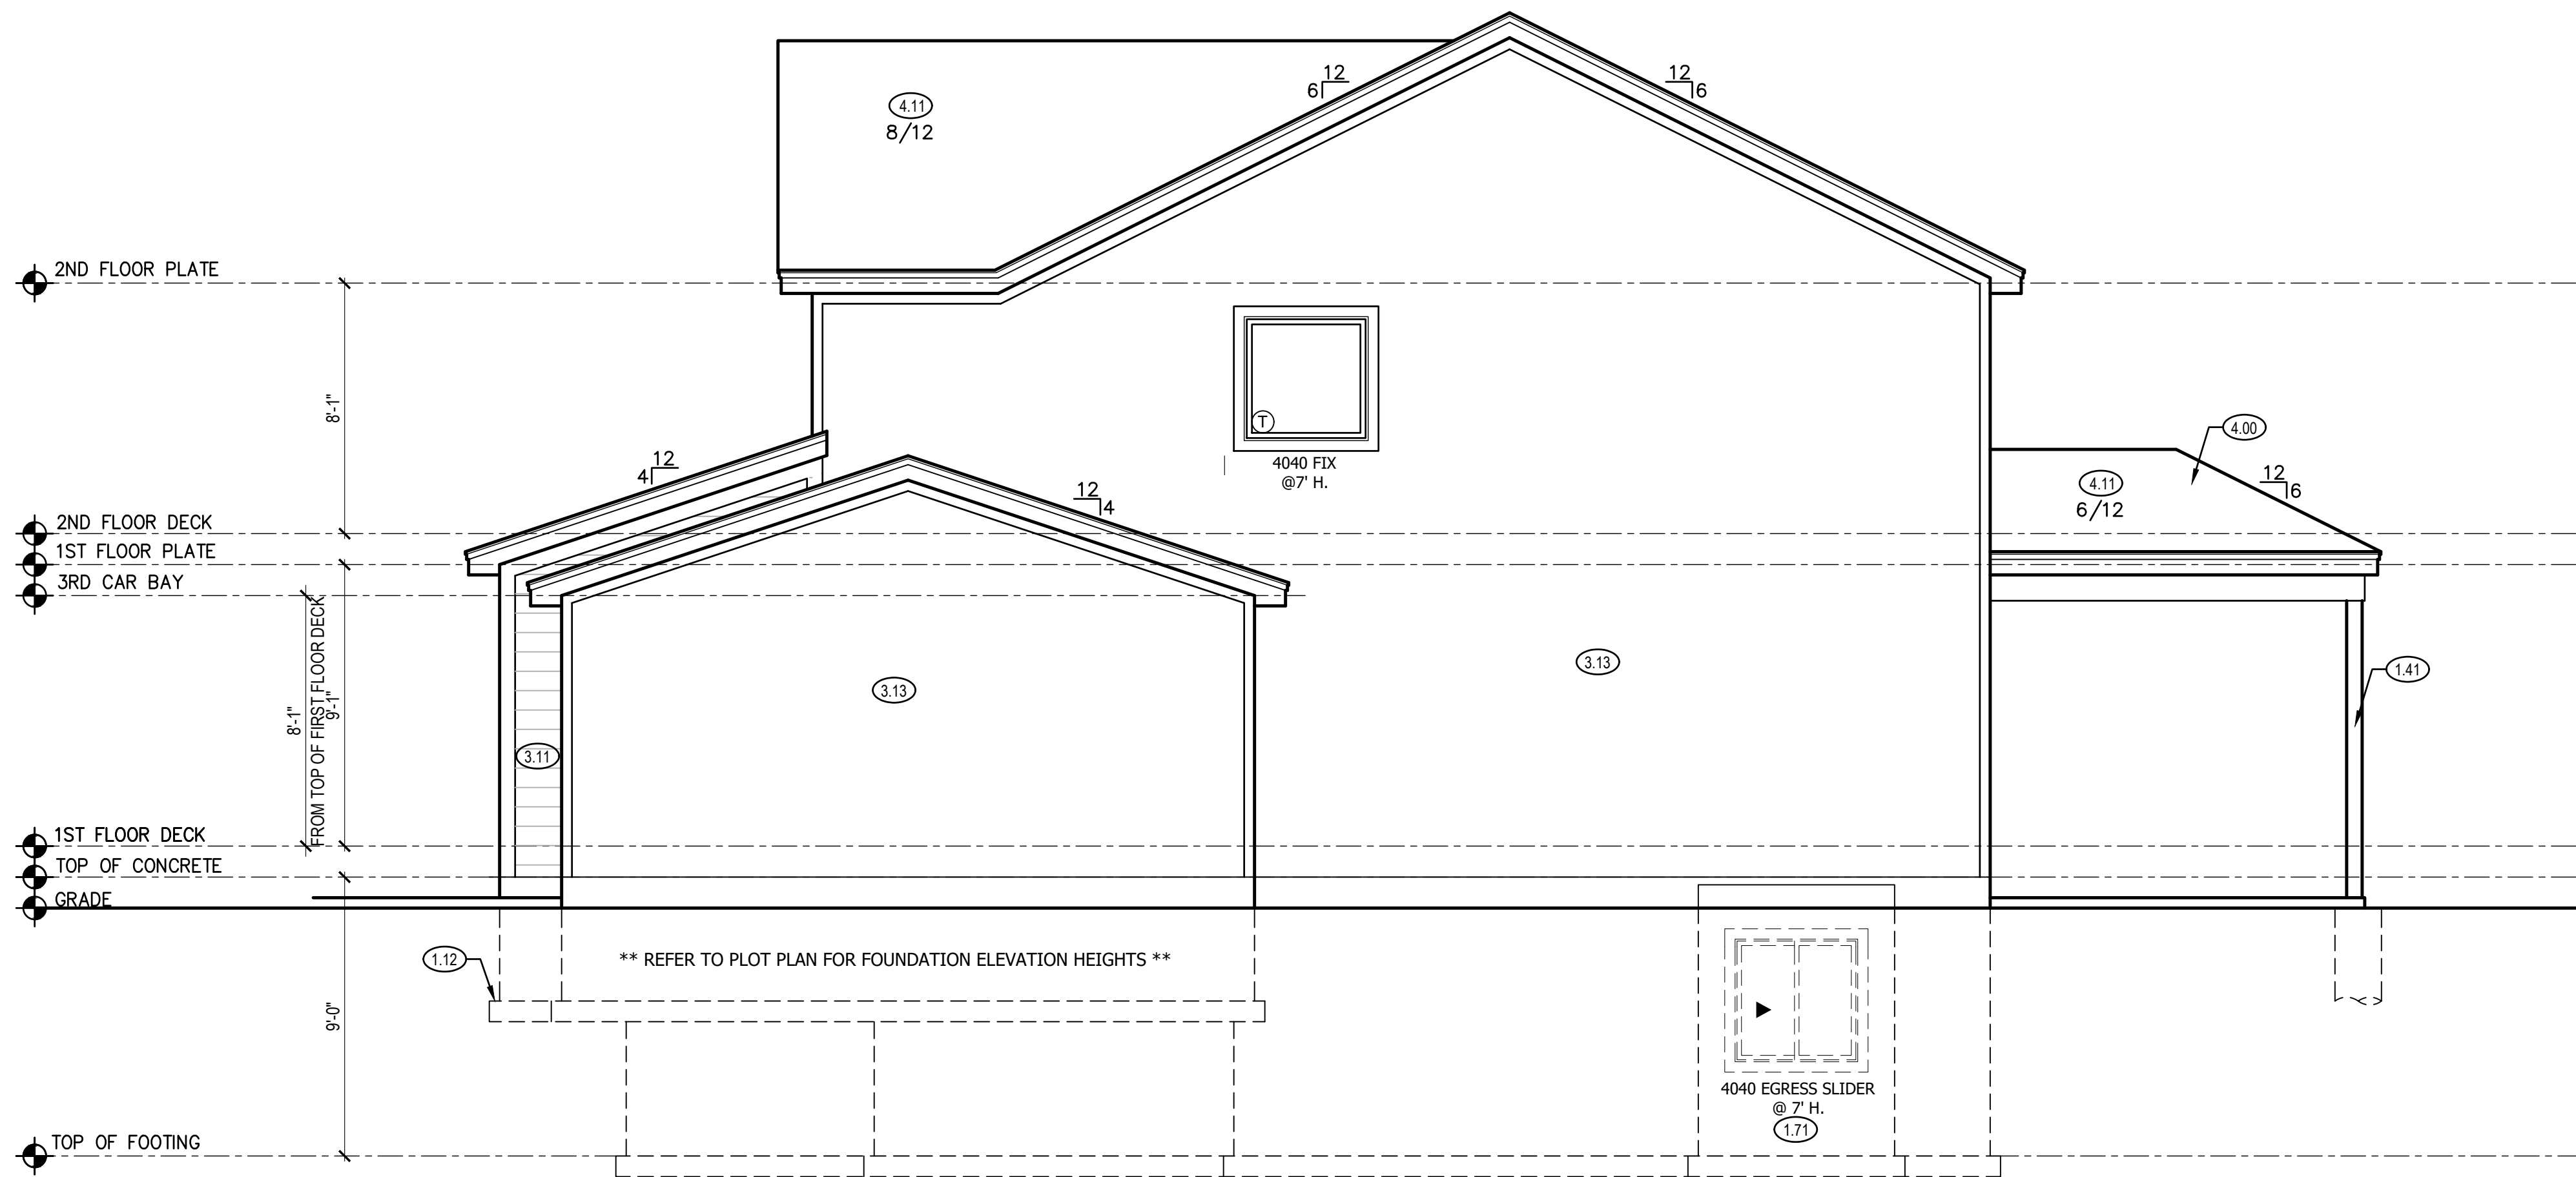 12
6
12
6
4.11
8/12
2ND FLOOR PLATE
8'-1"
4.00
12
4
4040 FIX
@7' H.
T
12
6
4.11
6/12
12
4
2ND FLOOR DECK
1ST FLOOR PLATE
3RD CAR BAY
8'-1"
FROM TOP OF FIRST FLOOR DECK
9'-1"
3.13
3.13
1.41
3.11
1ST FLOOR DECK
TOP OF CONCRETE
GRADE
1.12
** REFER TO PLOT PLAN FOR FOUNDATION ELEVATION HEIGHTS **
9'-0"
4040 EGRESS SLIDER
@ 7' H.
1.71
TOP OF FOOTING